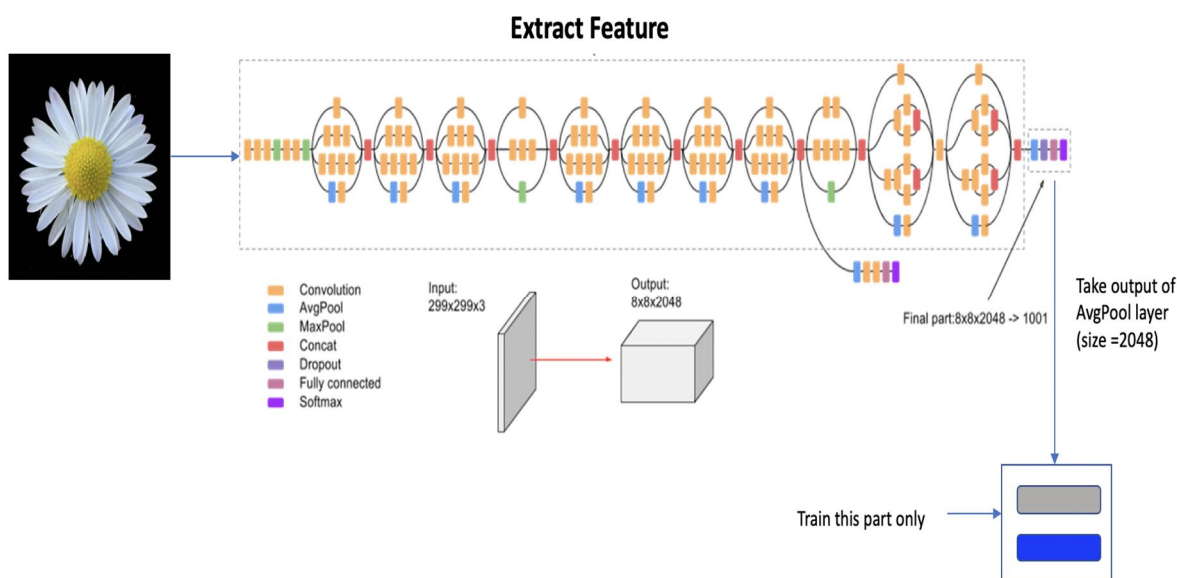 Extract Feature
Convolution
AvgPool
MaxPool
Concat
Dropout
Fully connected
Softmax
Input:
299x299x3
Output:
8x8x2048
Final part:8x8x2048 -> 1001
Take output of
AvgPool layer
(size =2048)
Train this part only